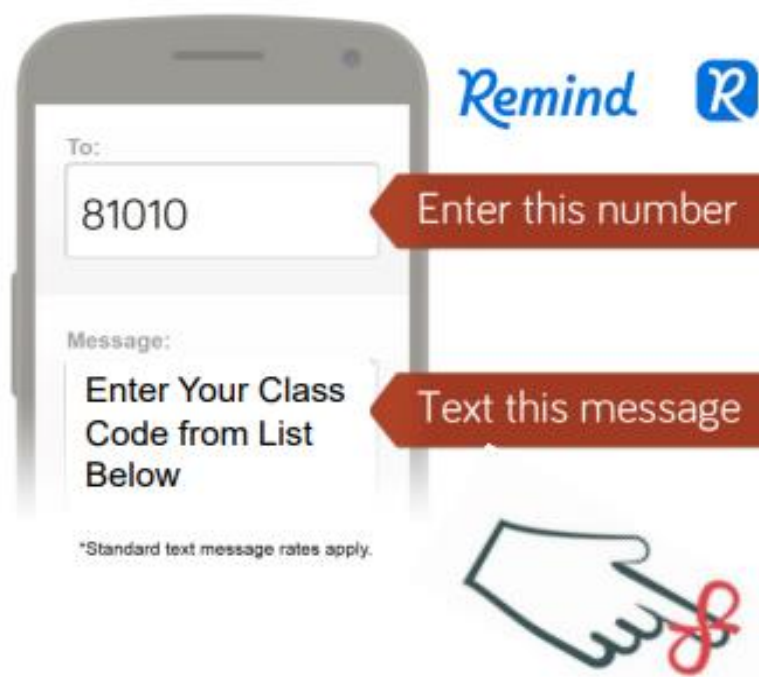 Remind R
To:
81010
Enter this number
Message:
Enter Your Class
Code from List
Below
Text this message
*Standard text message rates apply.